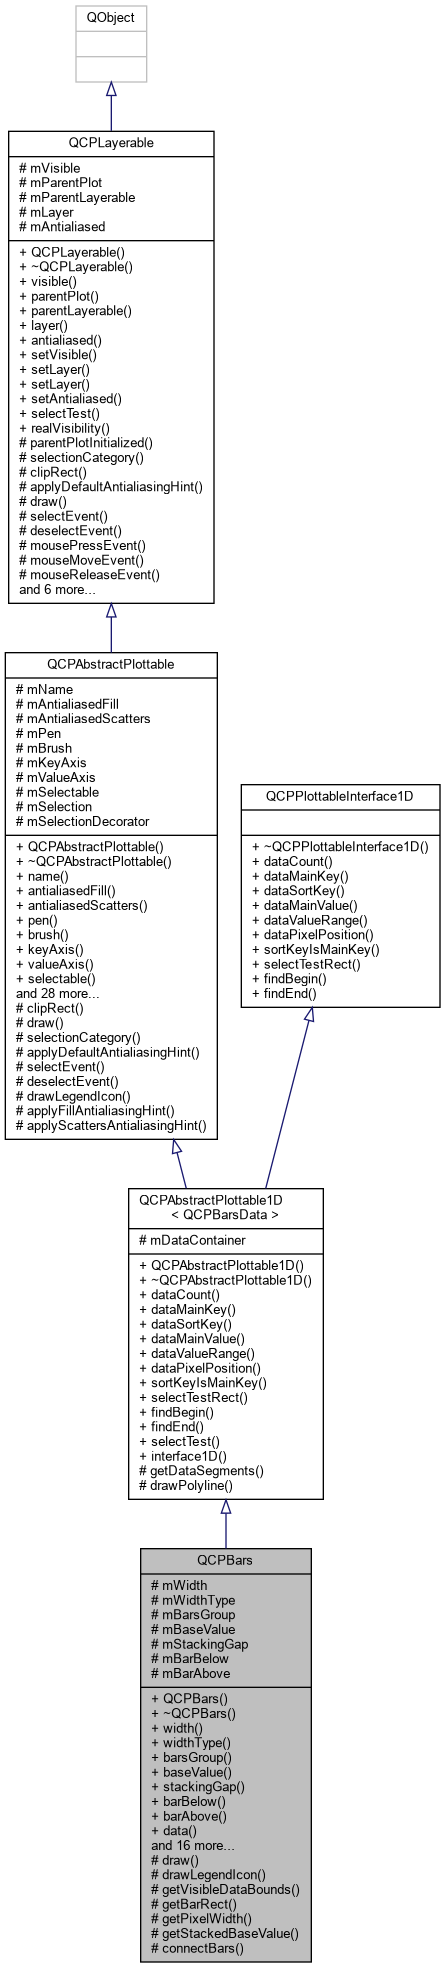 QObject
QCPLayerable
# mVisible
# mParentPlot
# mParentLayerable
# mLayer
# mAntialiased
+ QCPLayerable()
+ ~QCPLayerable()
+ visible()
+ parentPlot()
+ parentLayerable()
+ layer()
+ antialiased()
+ setVisible()
+ setLayer()
+ setLayer()
+ setAntialiased()
+ selectTest()
+ realVisibility()
# parentPlotInitialized()
# selectionCategory()
# clipRect()
# applyDefaultAntialiasingHint()
# draw()
# selectEvent()
# deselectEvent()
# mousePressEvent()
# mouseMoveEvent()
# mouseReleaseEvent()
and 6 more...
QCPAbstractPlottable
# mName
# mAntialiasedFill
# mAntialiasedScatters
# mPen
# mBrush
# mKeyAxis
# mValueAxis
# mSelectable
# mSelection
# mSelectionDecorator
+ QCPAbstractPlottable()
+ ~QCPAbstractPlottable()
+ name()
+ antialiasedFill()
+ antialiasedScatters()
+ pen()
+ brush()
+ keyAxis()
+ valueAxis()
+ selectable()
and 28 more...
# clipRect()
# draw()
# selectionCategory()
# applyDefaultAntialiasingHint()
# selectEvent()
# deselectEvent()
# drawLegendIcon()
# applyFillAntialiasingHint()
# applyScattersAntialiasingHint()
QCPPlottableInterface1D
+ ~QCPPlottableInterface1D()
+ dataCount()
+ dataMainKey()
+ dataSortKey()
+ dataMainValue()
+ dataValueRange()
+ dataPixelPosition()
+ sortKeyIsMainKey()
+ selectTestRect()
+ findBegin()
+ findEnd()
QCPAbstractPlottable1D
< QCPBarsData >
# mDataContainer
+ QCPAbstractPlottable1D()
+ ~QCPAbstractPlottable1D()
+ dataCount()
+ dataMainKey()
+ dataSortKey()
+ dataMainValue()
+ dataValueRange()
+ dataPixelPosition()
+ sortKeyIsMainKey()
+ selectTestRect()
+ findBegin()
+ findEnd()
+ selectTest()
+ interface1D()
# getDataSegments()
# drawPolyline()
QCPBars
# mWidth
# mWidthType
# mBarsGroup
# mBaseValue
# mStackingGap
# mBarBelow
# mBarAbove
+ QCPBars()
+ ~QCPBars()
+ width()
+ widthType()
+ barsGroup()
+ baseValue()
+ stackingGap()
+ barBelow()
+ barAbove()
+ data()
and 16 more...
# draw()
# drawLegendIcon()
# getVisibleDataBounds()
# getBarRect()
# getPixelWidth()
# getStackedBaseValue()
# connectBars()